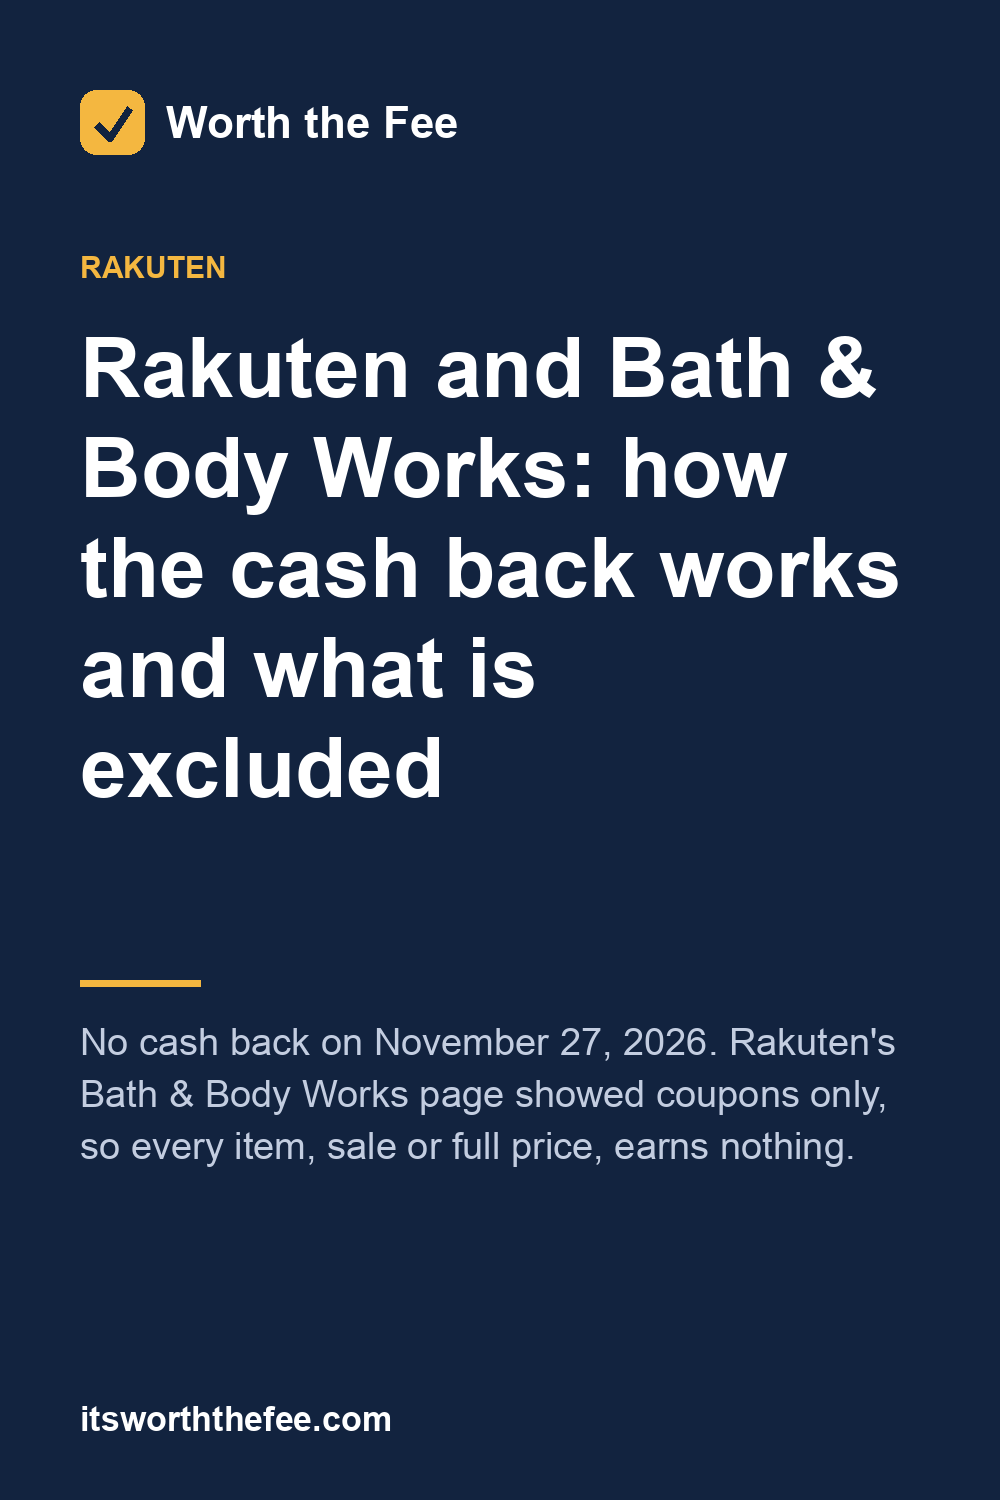 Worth the Fee
RAKUTEN
Rakuten and Bath &
Body Works: how
the cash back works
and what is
excluded
No cash back on November 27, 2026. Rakuten's
Bath & Body Works page showed coupons only,
so every item, sale or full price, earns nothing.
itsworththefee.com